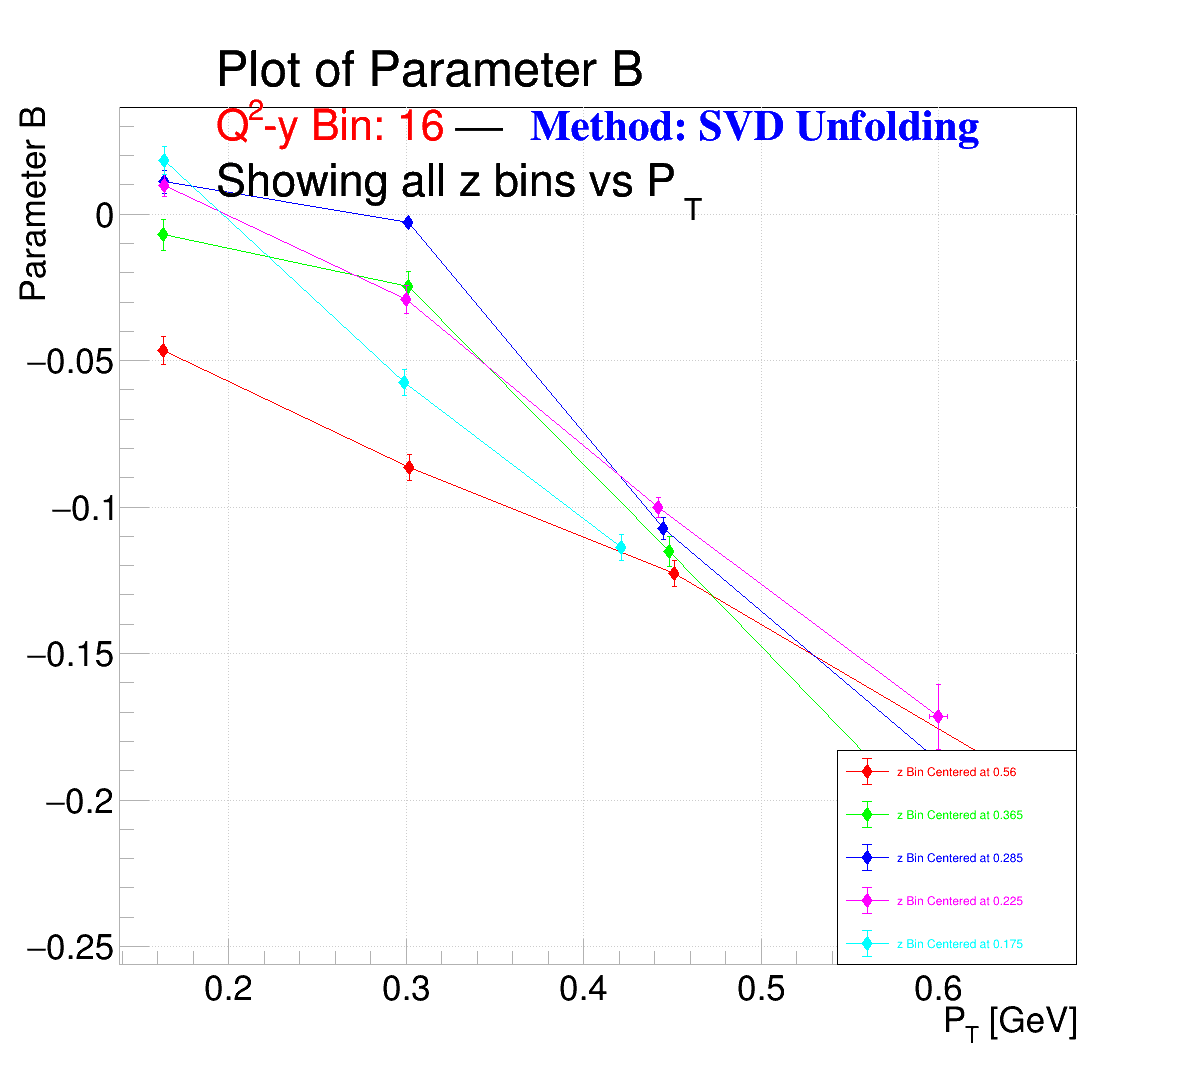 Plot of Parameter B
Q²-y Bin: 16 — Method: SVD Unfolding
Showing all z bins vs P_T
Parameter B
0
−0.05
−0.1
−0.15
−0.2
−0.25
z Bin Centered at 0.56
z Bin Centered at 0.365
z Bin Centered at 0.285
z Bin Centered at 0.225
z Bin Centered at 0.175
0.2 0.3 0.4 0.5 0.6
P_T [GeV]